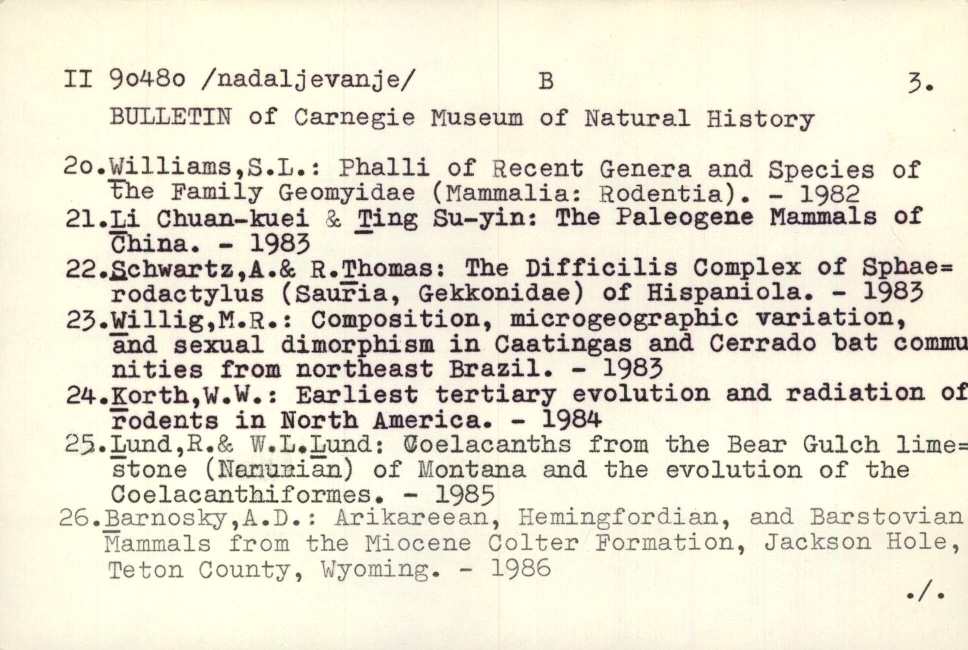 II 9o48o /nadaljevanje/ B 3.
BULLETIN of Carnegie Museum of Natural History
2o.Williams,S.L.: Phalli of Recent Genera and Species of
the Family Geomyidae (Mammalia: Rodentia). - 1982
21.Li Chuan-kuei & Ting Su-yin: The Paleogene Mammals of
China. - 1983
22.Schwartz,A.& R.Thomas: The Difficilis Complex of Sphae=
rodactylus (Sauria, Gekkonidae) of Hispaniola. - 1983
23.Willig,M.R.: Composition, microgeographic variation,
and sexual dimorphism in Caatingas and Cerrado bat commu
nities from northeast Brazil. - 1983
24.Korth,W.W.: Earliest tertiary evolution and radiation of
rodents in North America. - 1984
25.Lund,R.& W.L.Lund: Coelacanths from the Bear Gulch lime=
stone (Namurian) of Montana and the evolution of the
Coelacanthiformes. - 1985
26.Barnosky,A.D.: Arikareean, Hemingfordian, and Barstovian
Mammals from the Miocene Colter Formation, Jackson Hole,
Teton County, Wyoming. - 1986
./.